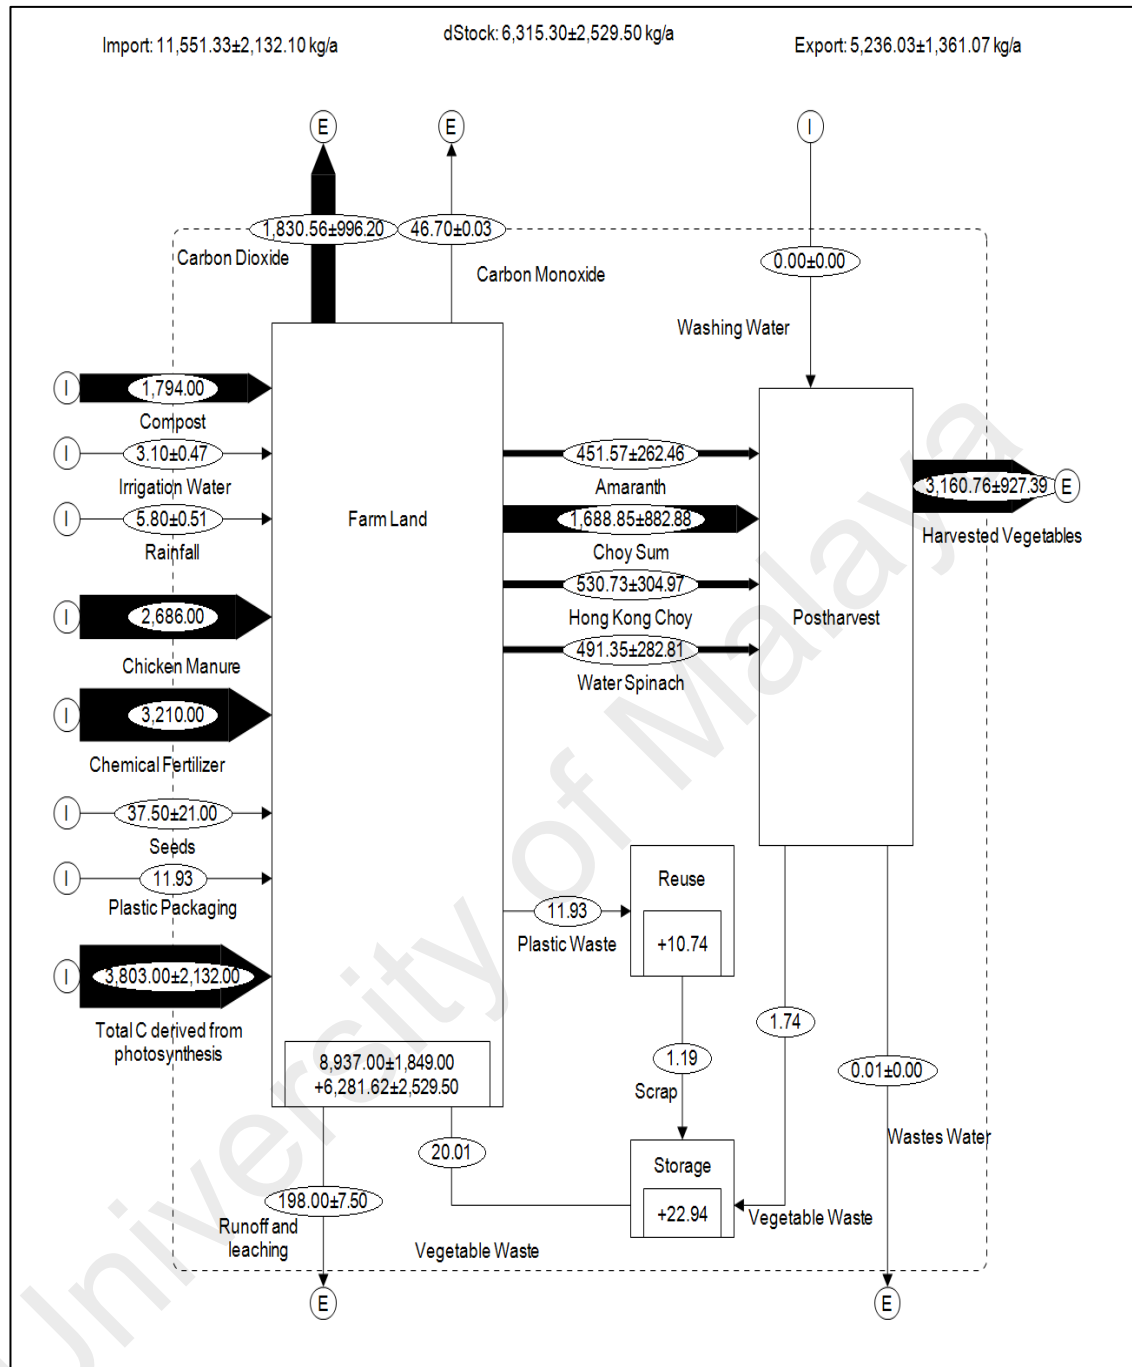 Import: 11,551.33±2,132.10 kg/a
dStock: 6,315.30±2,529.50 kg/a
Export: 5,236.03±1,361.07 kg/a
E
E
I
1,830.56±996.20
46.70±0.03
Carbon Dioxide
Carbon Monoxide
0.00±0.00
Washing Water
I
1,794.00
Compost
I
3.10±0.47
Irrigation Water
I
5.80±0.51
Rainfall
I
2,686.00
Chicken Manure
I
3,210.00
Chemical Fertilizer
I
37.50±21.00
Seeds
I
11.93
Plastic Packaging
I
3,803.00±2,132.00
Total C derived from
photosynthesis
Farm Land
8,937.00±1,849.00
+6,281.62±2,529.50
451.57±262.46
Amaranth
1,688.85±882.88
Choy Sum
530.73±304.97
Hong Kong Choy
491.35±282.81
Water Spinach
Postharvest
3,160.76±927.39
E
Harvested Vegetables
11.93
Plastic Waste
Reuse
+10.74
1.19
Scrap
1.74
0.01±0.00
Wastes Water
20.01
Storage
+22.94
Vegetable Waste
198.00±7.50
Runoff and
leaching
Vegetable Waste
E
E
University of Malaya